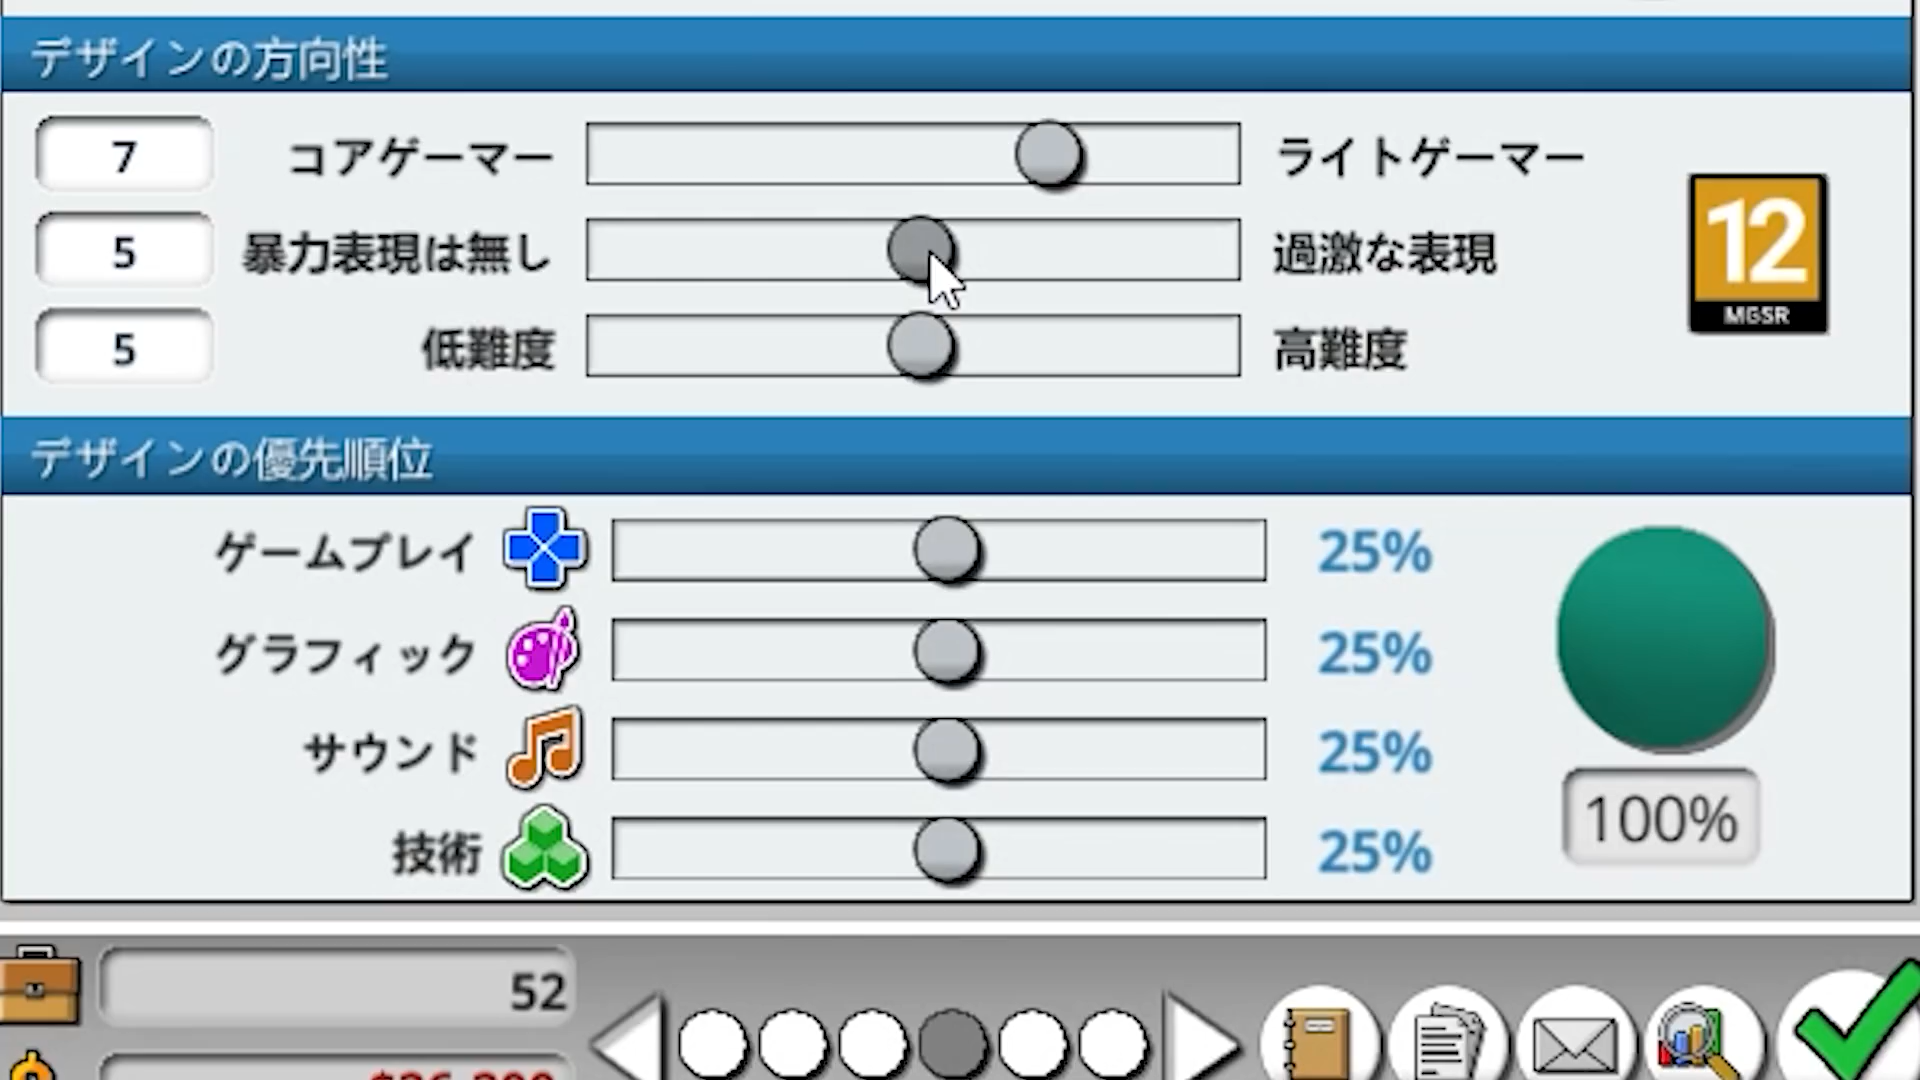 デザインの方向性
7 コアゲーマー ライトゲーマー
5 暴力表現は無し 過激な表現
12
MGSR
5 低難度 高難度
デザインの優先順位
ゲームプレイ 25%
グラフィック 25%
サウンド 25%
100%
技術 25%
52